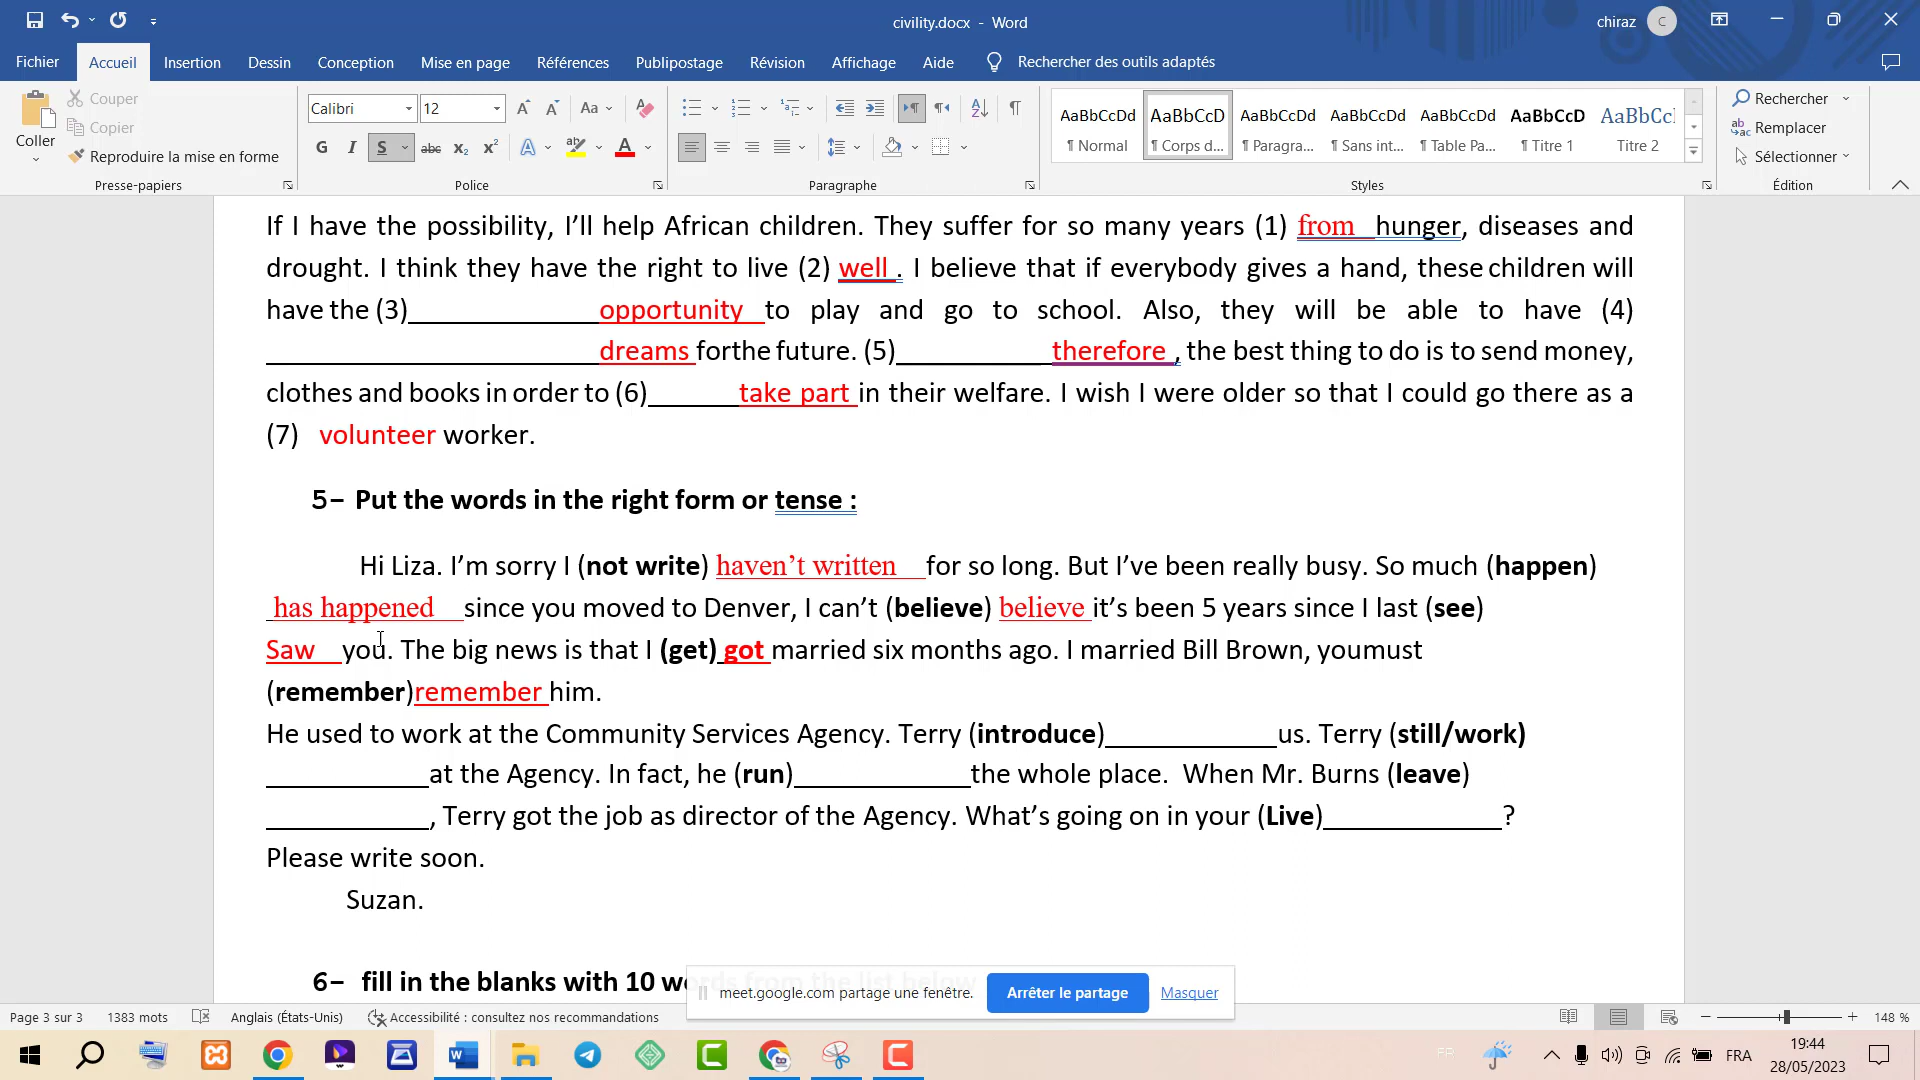 civility.docx - Word
chiraz
C
Fichier
Accueil
Insertion
Dessin
Conception
Mise en page
Références
Publipostage
Révision
Affichage
Aide
Rechercher des outils adaptés
Coller
Couper
Copier
Reproduire la mise en forme
Presse-papiers
Calibri
12
Police
Paragraphe
AaBbCcDd AaBbCcD AaBbCcDd AaBbCcDd AaBbCcDd AaBbCcD AaBbCc
¶ Normal ¶ Corps d... ¶ Paragra... ¶ Sans int... ¶ Table Pa... ¶ Titre 1 Titre 2
Styles
Rechercher
Remplacer
Sélectionner
Édition
If I have the possibility, I’ll help African children. They suffer for so many years (1) from hunger, diseases and
drought. I think they have the right to live (2) well . I believe that if everybody gives a hand, these children will
have the (3)______________opportunity to play and go to school. Also, they will be able to have (4)
________________________dreams forthe future. (5)___________therefore , the best thing to do is to send money,
clothes and books in order to (6)______take part in their welfare. I wish I were older so that I could go there as a
(7) volunteer worker.
5– Put the words in the right form or tense :
Hi Liza. I’m sorry I (not write) haven’t written for so long. But I’ve been really busy. So much (happen)
_has happened since you moved to Denver, I can’t (believe) believe it’s been 5 years since I last (see)
Saw you. The big news is that I (get) got married six months ago. I married Bill Brown, youmust
(remember)remember him.
He used to work at the Community Services Agency. Terry (introduce)____________us. Terry (still/work)
____________at the Agency. In fact, he (run)____________the whole place. When Mr. Burns (leave)
____________, Terry got the job as director of the Agency. What’s going on in your (Live)____________?
Please write soon.
Suzan.
6– fill in the blanks with 10 words from the list below
meet.google.com partage une fenêtre.
Arrêter le partage
Masquer
Page 3 sur 3
1383 mots
Anglais (États-Unis)
Accessibilité : consultez nos recommandations
148 %
FRA
19:44
28/05/2023